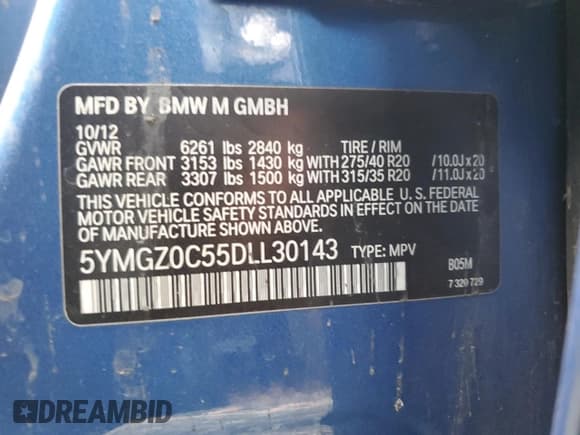 MFD BY BMW M GMBH
10/12
GVWR 6261 lbs 2840 kg TIRE / RIM
GAWR FRONT 3153 lbs 1430 kg WITH 275/40 R20 /10.0J x 20
GAWR REAR 3307 lbs 1500 kg WITH 315/35 R20 /11.0J x 20
THIS VEHICLE CONFORMS TO ALL APPLICABLE U. S. FEDERAL
MOTOR VEHICLE SAFETY STANDARDS IN EFFECT ON THE DATE
OF MANUFACTURE SHOWN ABOVE.
5YMGZ0C55DLL30143 TYPE: MPV
B05M
7 320 729
DREAMBID